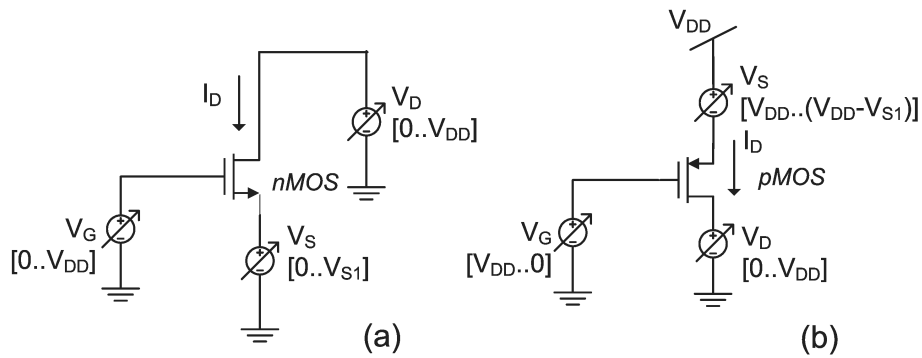 I_D
V_D
[0..V_DD]
nMOS
V_G
[0..V_DD]
V_S
[0..V_S1]
(a)
V_DD
V_S
[V_DD..(V_DD-V_S1)]
I_D
pMOS
V_G
[V_DD..0]
V_D
[0..V_DD]
(b)